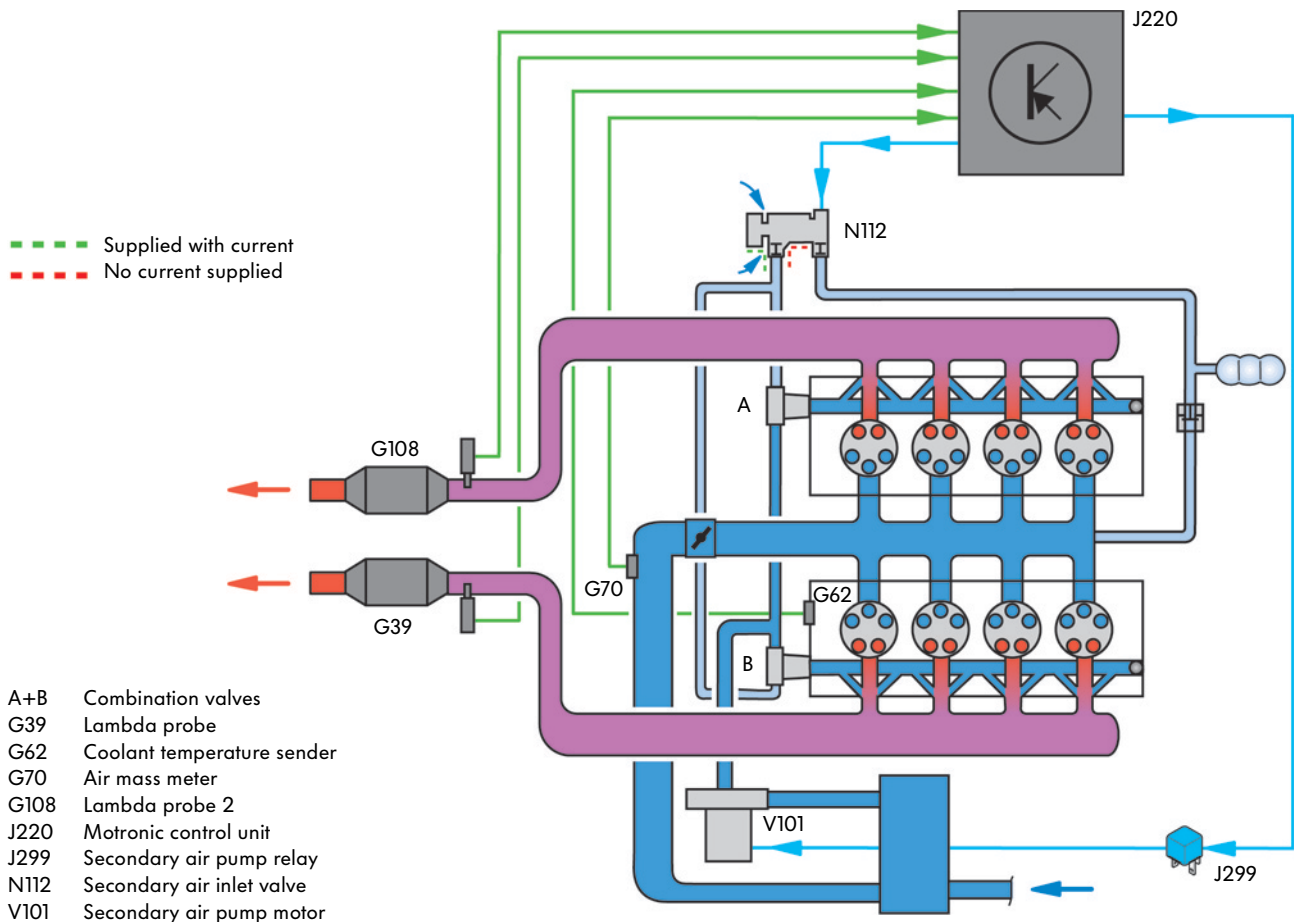 J220
N112
Supplied with current
No current supplied
A
G108
G70
G62
G39
B
V101
J299
A+B Combination valves
G39 Lambda probe
G62 Coolant temperature sender
G70 Air mass meter
G108 Lambda probe 2
J220 Motronic control unit
J299 Secondary air pump relay
N112 Secondary air inlet valve
V101 Secondary air pump motor